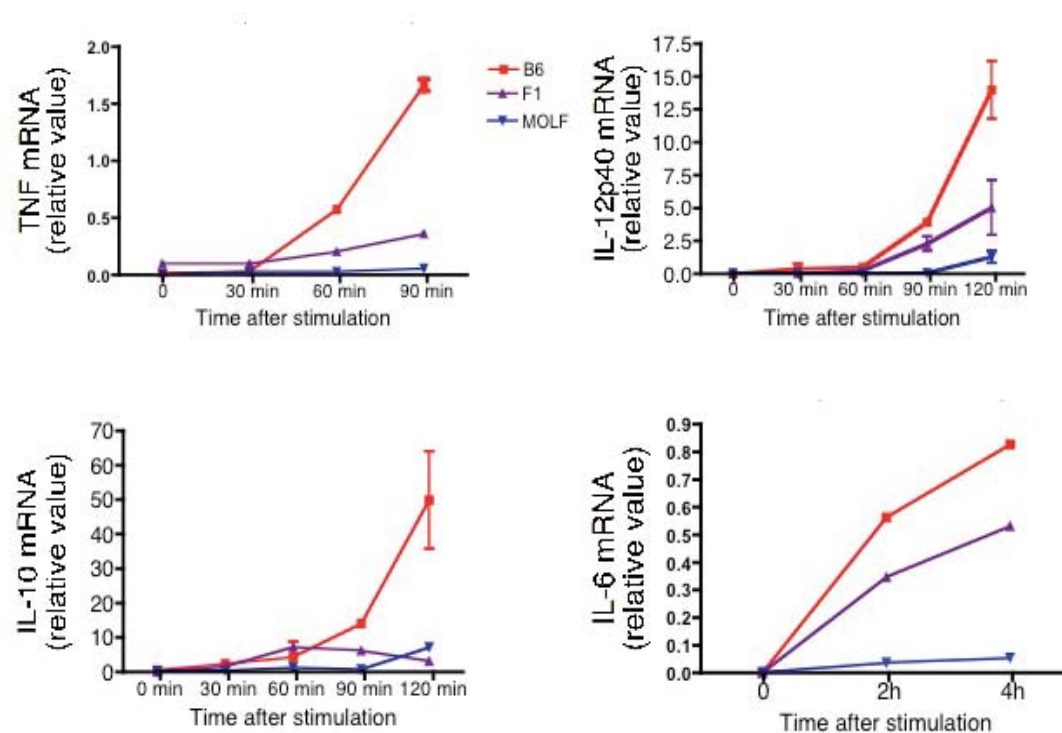 TNF mRNA
(relative value)
2.0
1.5
1.0
0.5
0.0
0
30 min
60 min
90 min
Time after stimulation
B6
F1
MOLF
IL-12p40 mRNA
(relative value)
17.5
15.0
12.5
10.0
7.5
5.0
2.5
0.0
0
30 min
60 min
90 min
120 min
Time after stimulation
IL-10 mRNA
(relative value)
70
60
50
40
30
20
10
0
0 min
30 min
60 min
90 min
120 min
Time after stimulation
IL-6 mRNA
(relative value)
0.9
0.8
0.7
0.6
0.5
0.4
0.3
0.2
0.1
0.0
0
2h
4h
Time after stimulation